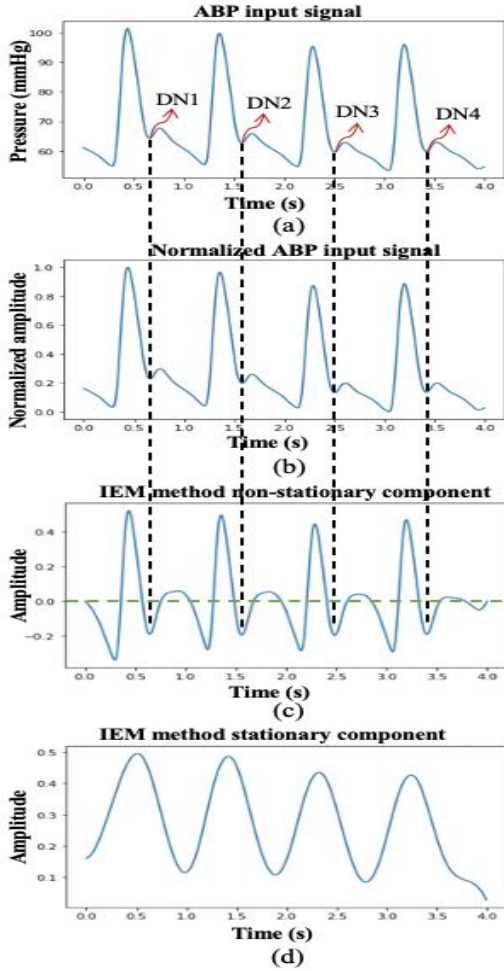 ABP input signal
Pressure (mmHg)
100
90
80
70
60
DN1
DN2
DN3
DN4
0.0 0.5 1.0 1.5 2.0 2.5 3.0 3.5 4.0
Time (s)
(a)
Normalized ABP input signal
Normalized amplitude
1.0
0.8
0.6
0.4
0.2
0.0
0.0 0.5 1.0 1.5 2.0 2.5 3.0 3.5 4.0
Time (s)
(b)
IEM method non-stationary component
Amplitude
0.4
0.2
0.0
−0.2
0.0 0.5 1.0 1.5 2.0 2.5 3.0 3.5 4.0
Time (s)
(c)
IEM method stationary component
Amplitude
0.5
0.4
0.3
0.2
0.1
0.0 0.5 1.0 1.5 2.0 2.5 3.0 3.5 4.0
Time (s)
(d)